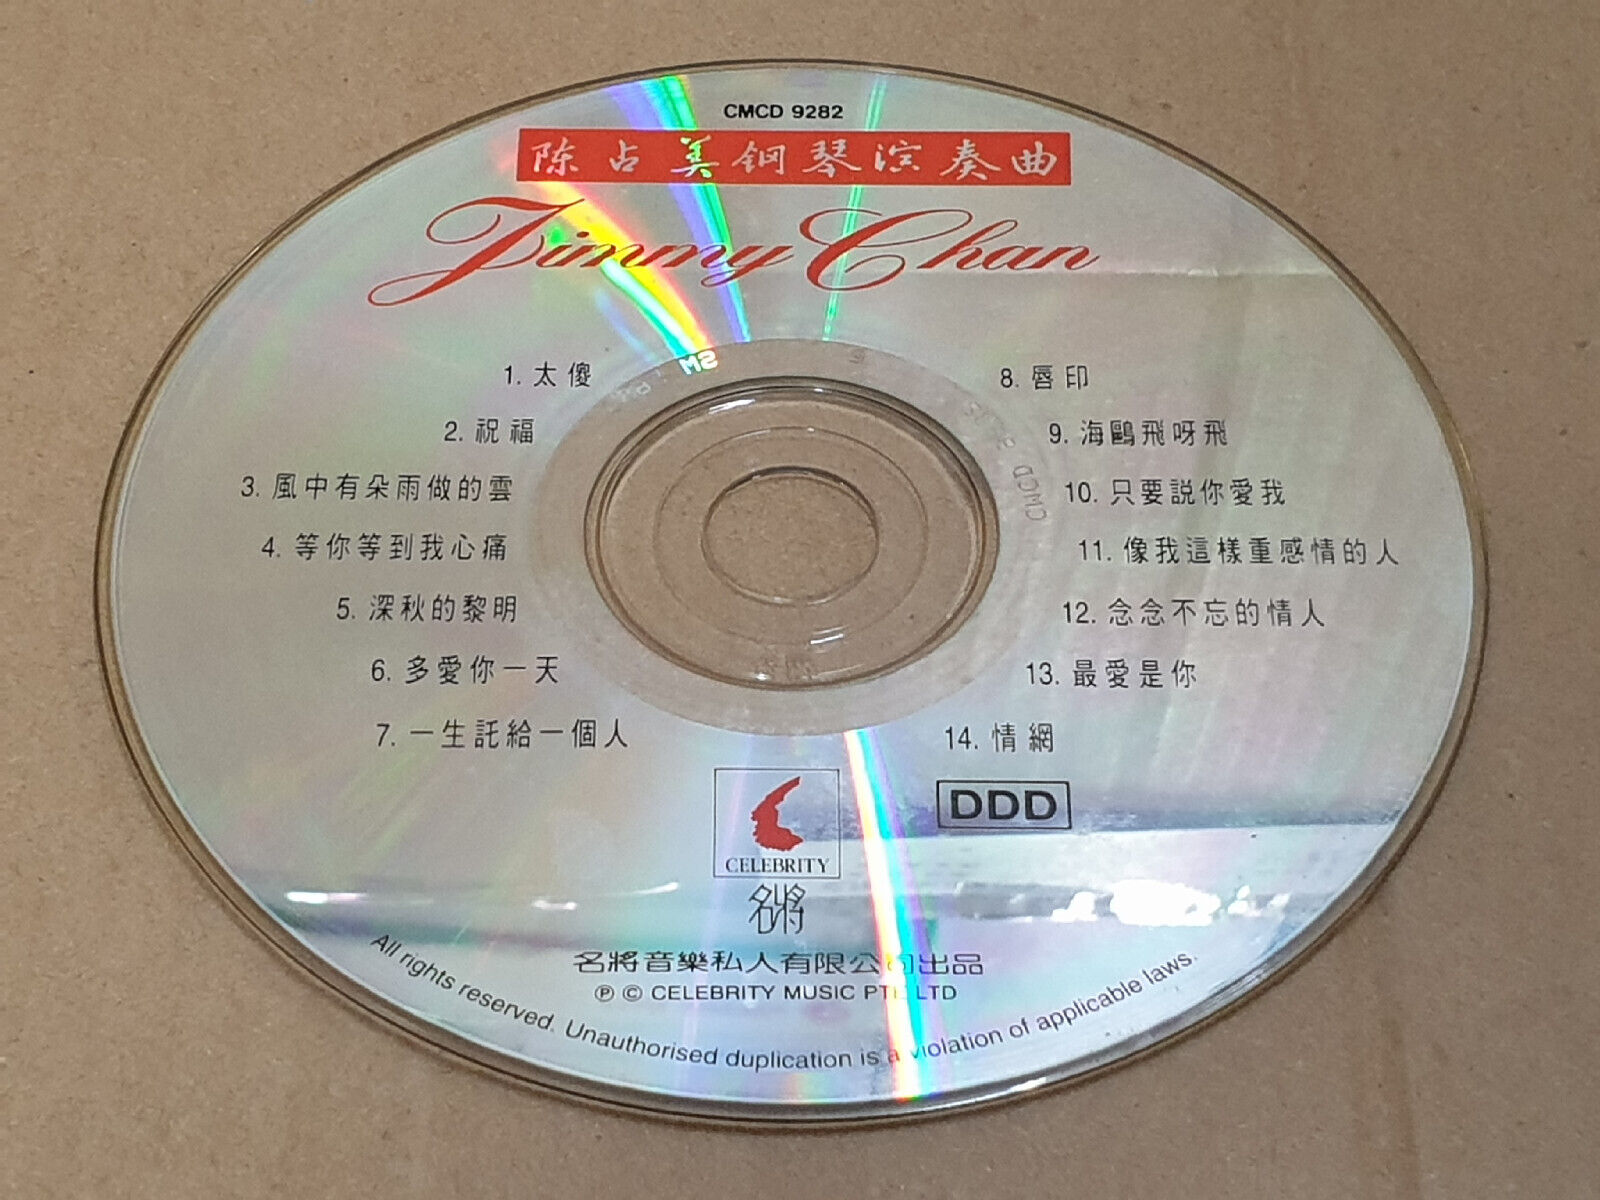 CMCD 9282
陈占美钢琴演奏曲
Jimmy Chan
1. 太傻
2. 祝福
3. 風中有朵雨做的雲
4. 等你等到我心痛
5. 深秋的黎明
6. 多愛你一天
7. 一生託給一個人
8. 唇印
9. 海鷗飛呀飛
10. 只要説你愛我
11. 像我這樣重感情的人
12. 念念不忘的情人
13. 最愛是你
14. 情網
DDD
CELEBRITY
名將
名將音樂私人有限公司出品
℗ © CELEBRITY MUSIC PTE LTD
All rights reserved. Unauthorised duplication is a violation of applicable laws.